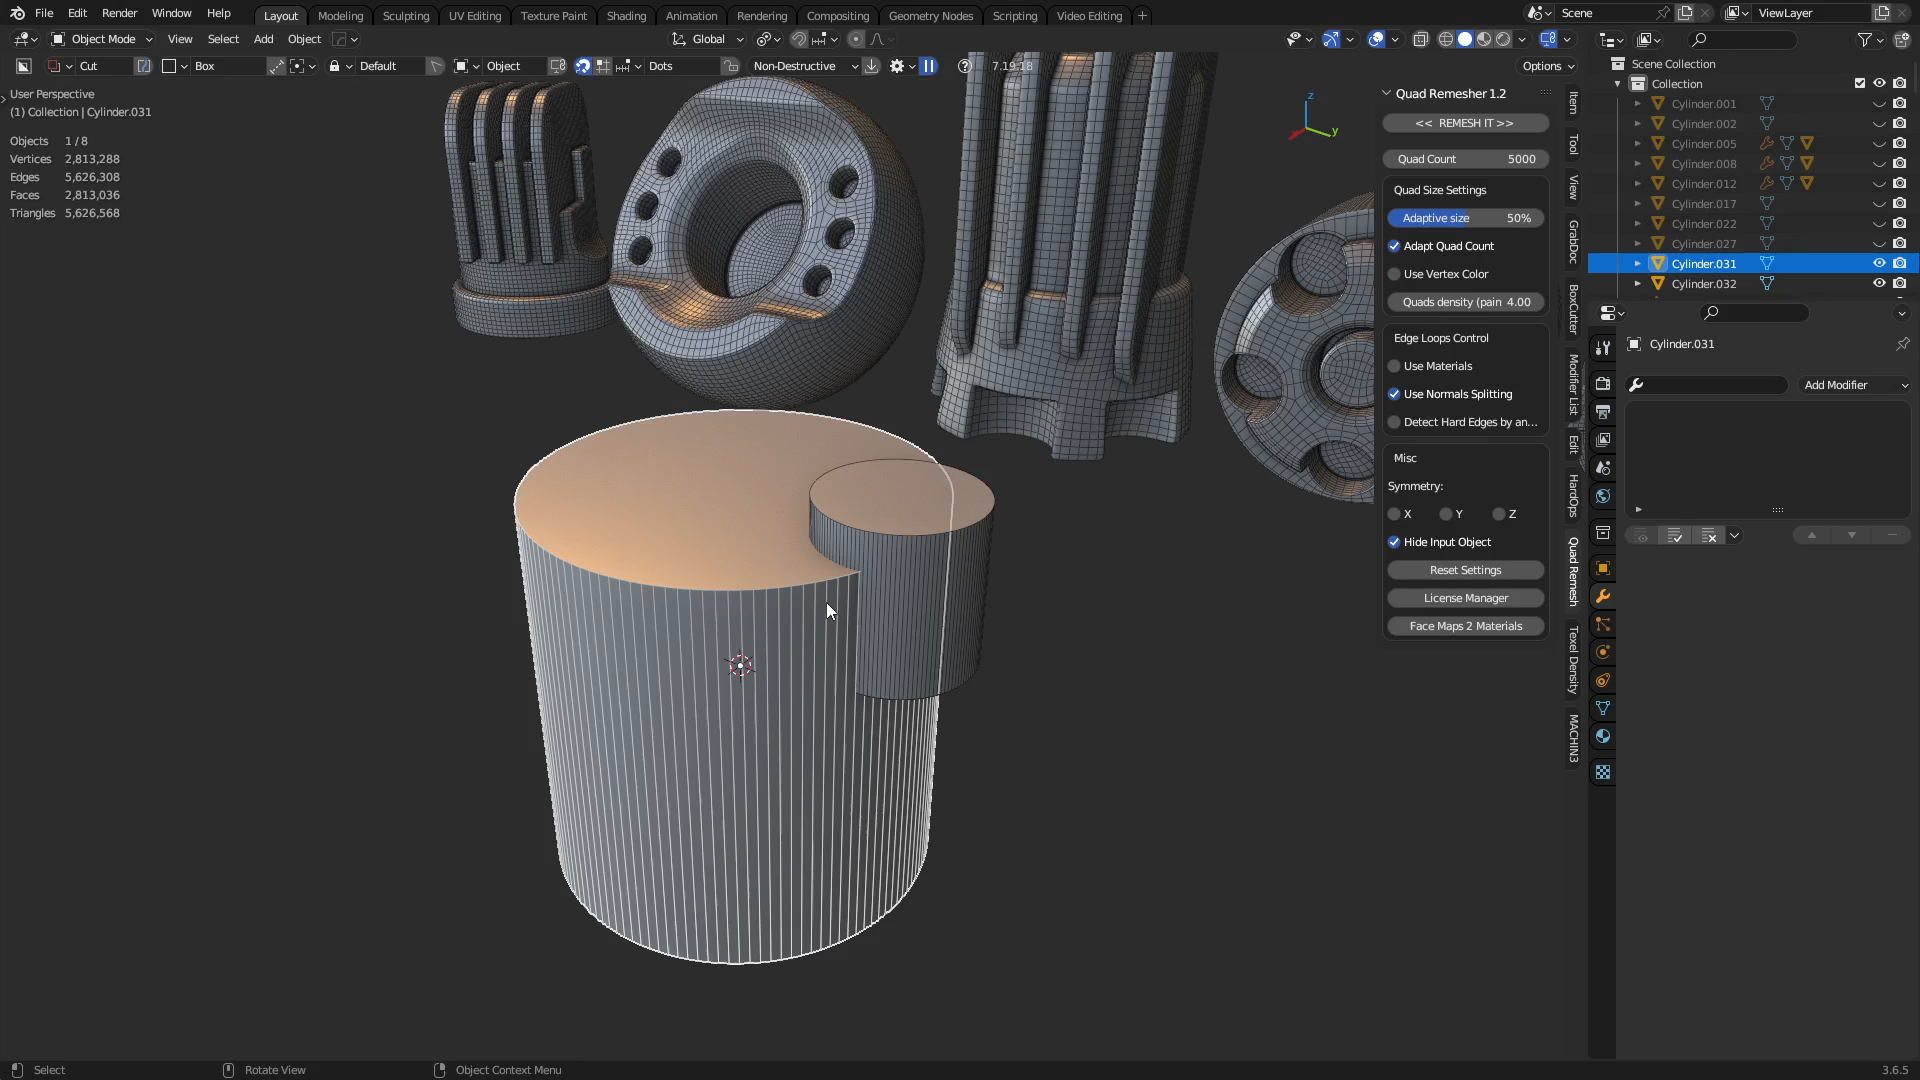 File Edit Render Window Help Layout Modeling Sculpting UV Editing Texture Paint Shading Animation Rendering Compositing Geometry Nodes Scripting Video Editing + Scene ViewLayer
Object Mode View Select Add Object Global
Cut Box Default Object Dots Non-Destructive 7.19.18 Options
User Perspective
(1) Collection | Cylinder.031
Objects 1 / 8
Vertices 2,813,288
Edges 5,626,308
Faces 2,813,036
Triangles 5,626,568
z
y
Quad Remesher 1.2
<< REMESH IT >>
Quad Count 5000
Quad Size Settings
Adaptive size 50%
Adapt Quad Count
Use Vertex Color
Quads density (pain 4.00
Edge Loops Control
Use Materials
Use Normals Splitting
Detect Hard Edges by an...
Misc
Symmetry:
X Y Z
Hide Input Object
Reset Settings
License Manager
Face Maps 2 Materials
Item
Tool
View
GrabDoc
BoxCutter
Modifier List
Edit
HardOps
Quad Remesh
Texel Density
MACHIN3
Scene Collection
Collection
Cylinder.001
Cylinder.002
Cylinder.005
Cylinder.008
Cylinder.012
Cylinder.017
Cylinder.022
Cylinder.027
Cylinder.031
Cylinder.032
Cylinder.031
Add Modifier
Select Rotate View Object Context Menu 3.6.5